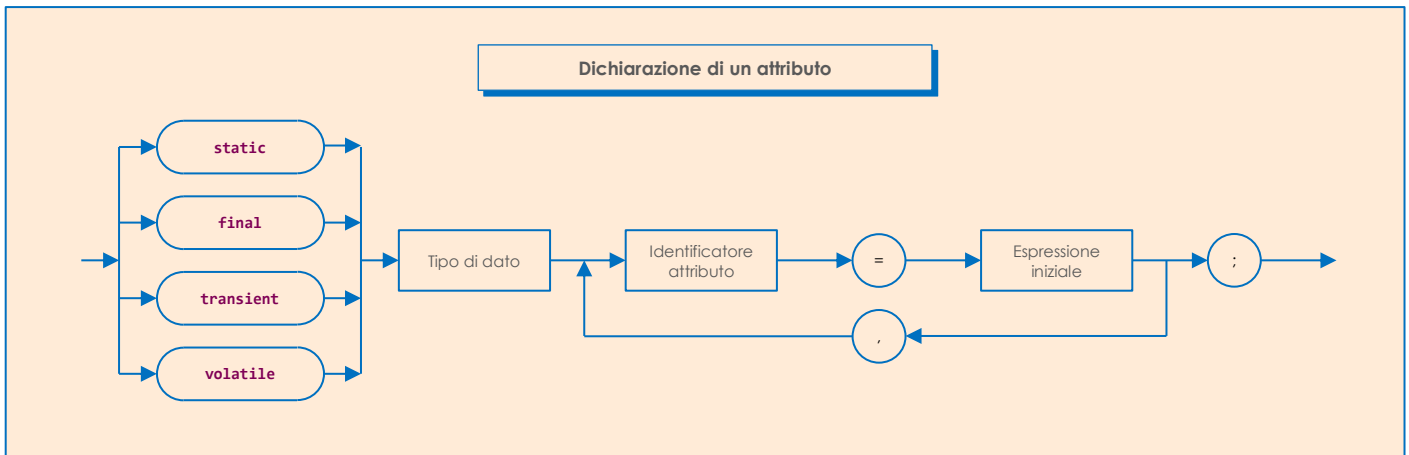 Dichiarazione di un attributo
static
final
transient
volatile
Tipo di dato
Identificatore
attributo
=
Espressione
iniziale
;
,